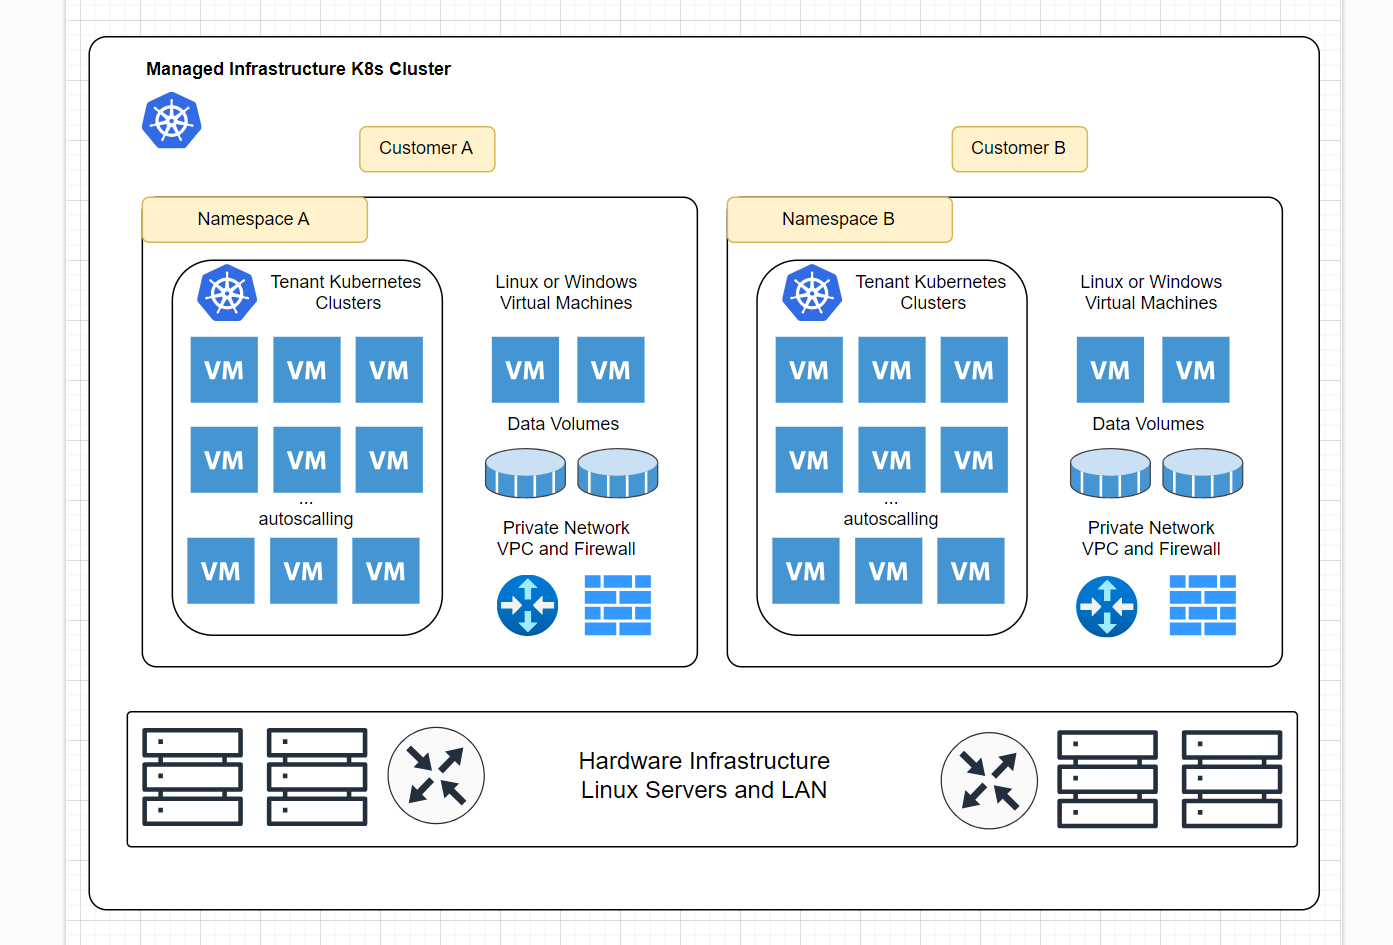 Managed Infrastructure K8s Cluster
Customer A
Customer B
Namespace A
Tenant Kubernetes
Clusters
Linux or Windows
Virtual Machines
VM VM VM
VM VM
Data Volumes
VM VM VM
...
autoscalling
Private Network
VPC and Firewall
VM VM VM
Namespace B
Tenant Kubernetes
Clusters
Linux or Windows
Virtual Machines
VM VM VM
VM VM
Data Volumes
VM VM VM
...
autoscalling
Private Network
VPC and Firewall
VM VM VM
Hardware Infrastructure
Linux Servers and LAN